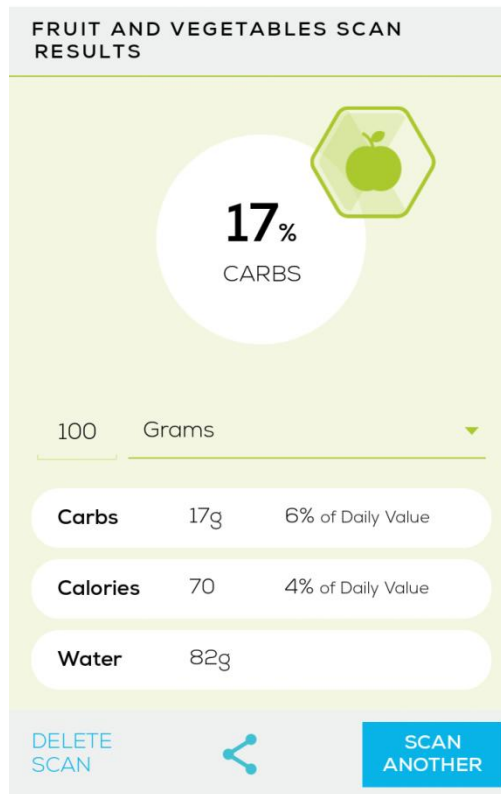 FRUIT AND VEGETABLES SCAN
RESULTS
17%
CARBS
100 Grams
Carbs 17g 6% of Daily Value
Calories 70 4% of Daily Value
Water 82g
DELETE
SCAN
SCAN
ANOTHER